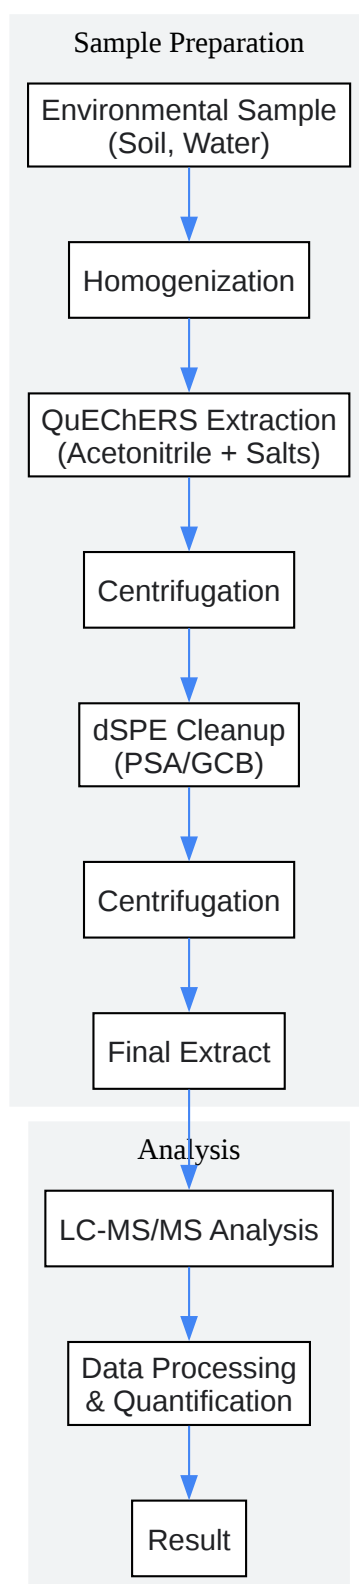 Sample Preparation
Environmental Sample
(Soil, Water)
Homogenization
QuEChERS Extraction
(Acetonitrile + Salts)
Centrifugation
dSPE Cleanup
(PSA/GCB)
Centrifugation
Final Extract
Analysis
LC-MS/MS Analysis
Data Processing
& Quantification
Result